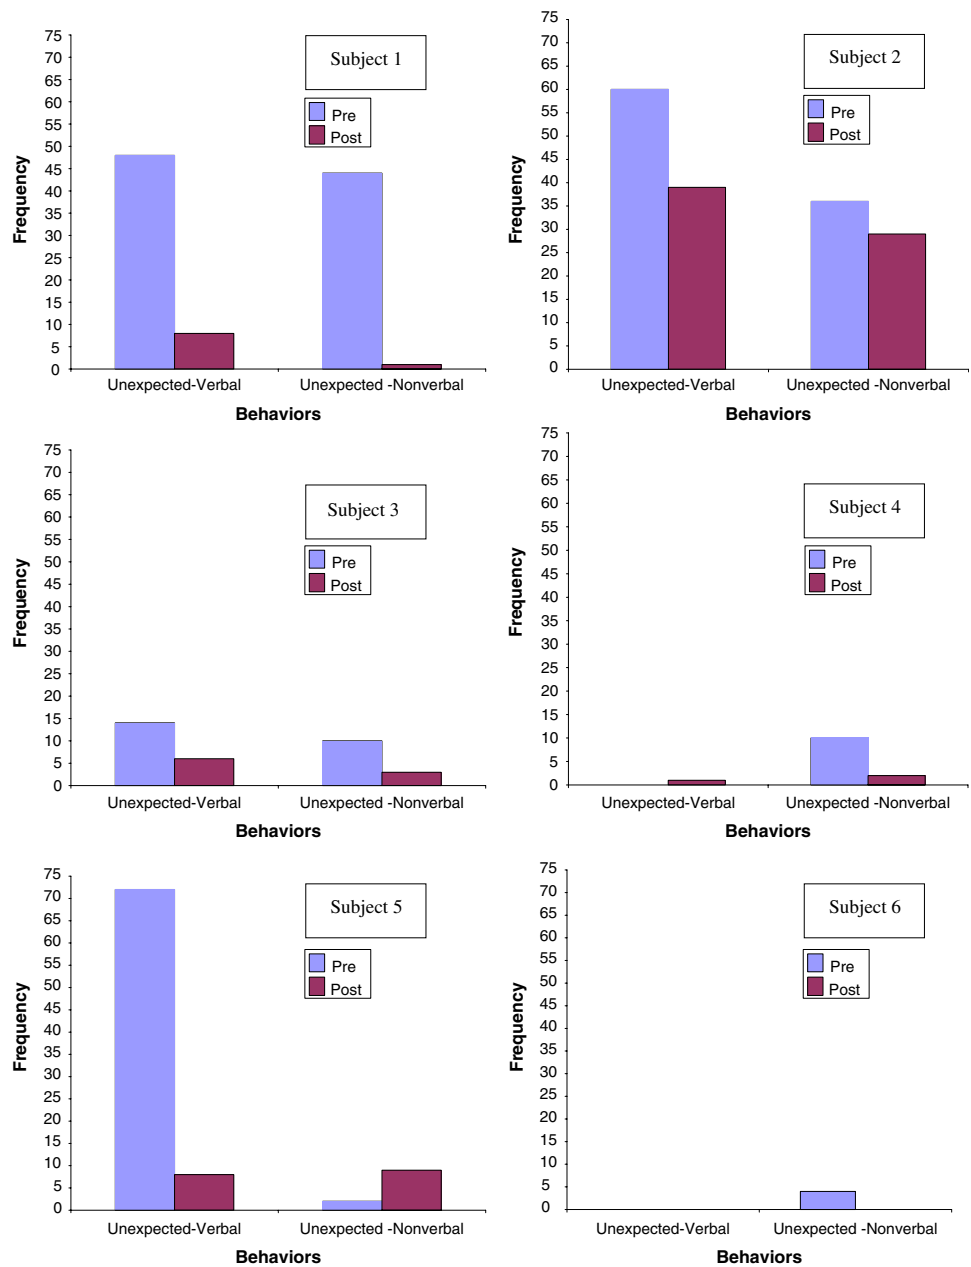 75
70
65
60
55
50
45
40
35
30
25
20
15
10
5
0
Frequency
Subject 1
Pre
Post
Unexpected-Verbal
Unexpected -Nonverbal
Behaviors
75
70
65
60
55
50
45
40
35
30
25
20
15
10
5
0
Frequency
Subject 2
Pre
Post
Unexpected-Verbal
Unexpected -Nonverbal
Behaviors
75
70
65
60
55
50
45
40
35
30
25
20
15
10
5
0
Frequency
Subject 3
Pre
Post
Unexpected-Verbal
Unexpected -Nonverbal
Behaviors
75
70
65
60
55
50
45
40
35
30
25
20
15
10
5
0
Frequency
Subject 4
Pre
Post
Unexpected-Verbal
Unexpected -Nonverbal
Behaviors
75
70
65
60
55
50
45
40
35
30
25
20
15
10
5
0
Frequency
Subject 5
Pre
Post
Unexpected-Verbal
Unexpected -Nonverbal
Behaviors
75
70
65
60
55
50
45
40
35
30
25
20
15
10
5
0
Frequency
Subject 6
Pre
Post
Unexpected-Verbal
Unexpected -Nonverbal
Behaviors